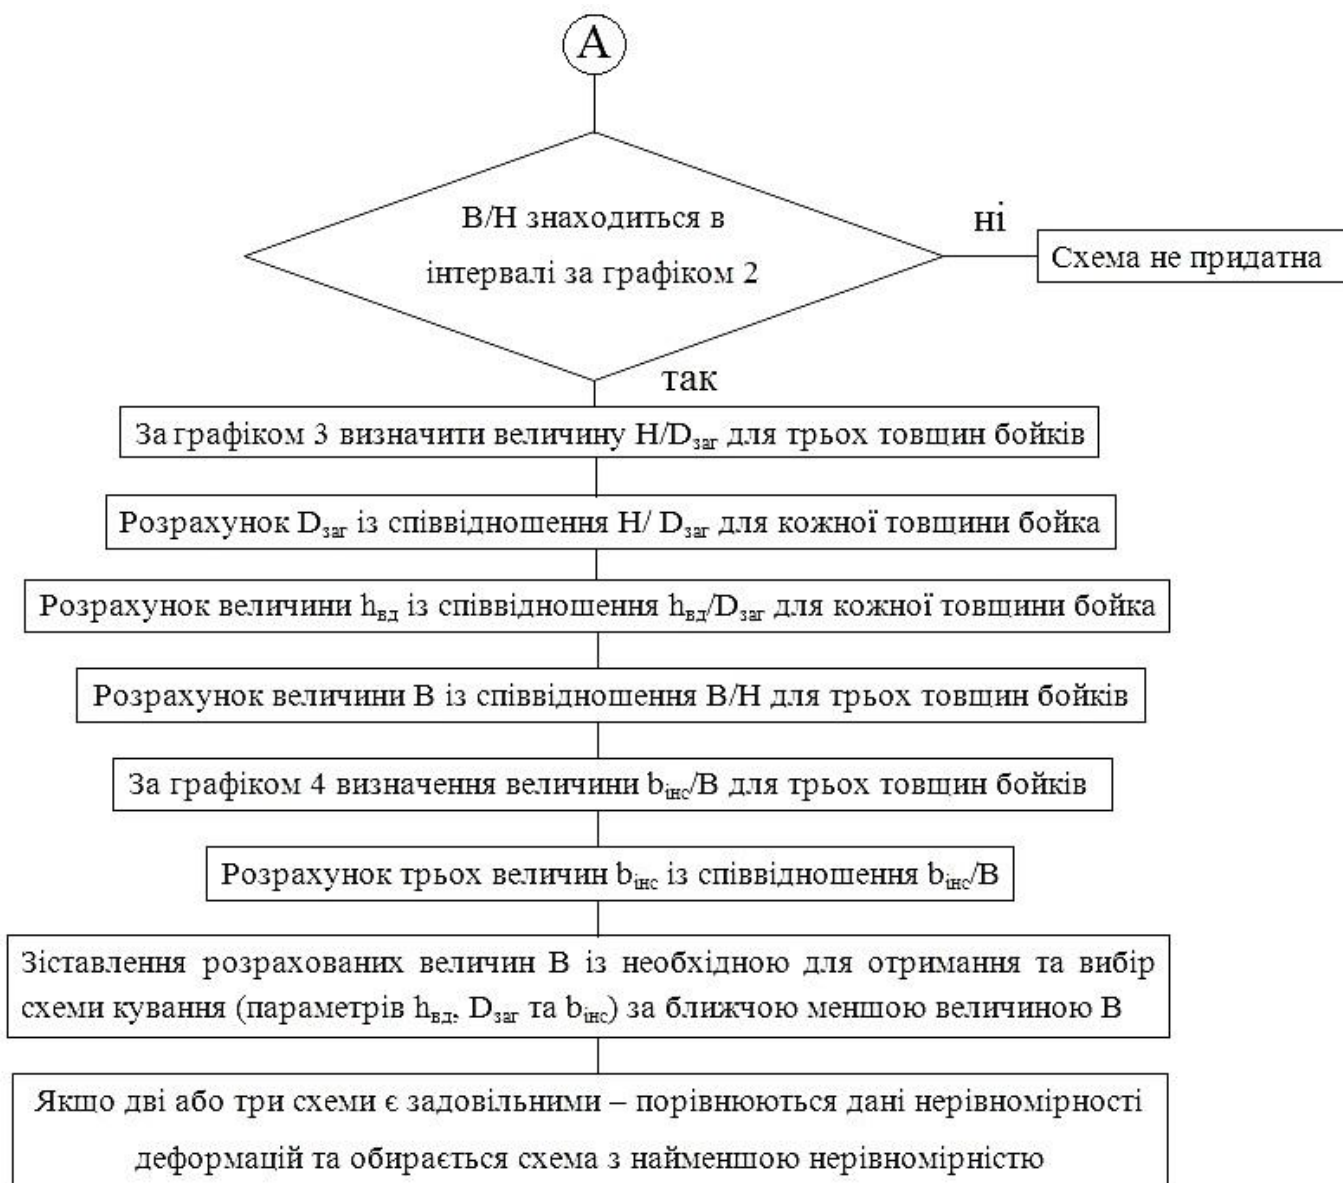 А
В/Н знаходиться в
інтервалі за графіком 2
ні
Схема не придатна
так
За графіком 3 визначити величину H/Dзаг для трьох товщин бойків
Розрахунок Dзаг із співвідношення H/ Dзаг для кожної товщини бойка
Розрахунок величини hвд із співвідношення hвд/Dзаг для кожної товщини бойка
Розрахунок величини В із співвідношення В/Н для трьох товщин бойків
За графіком 4 визначення величини bінс/В для трьох товщин бойків
Розрахунок трьох величин bінс із співвідношення bінс/В
Зіставлення розрахованих величин В із необхідною для отримання та вибір
схеми кування (параметрів hвд, Dзаг та bінс) за ближчою меншою величиною В
Якщо дві або три схеми є задовільними – порівнюються дані нерівномірності
деформацій та обирається схема з найменшою нерівномірністю